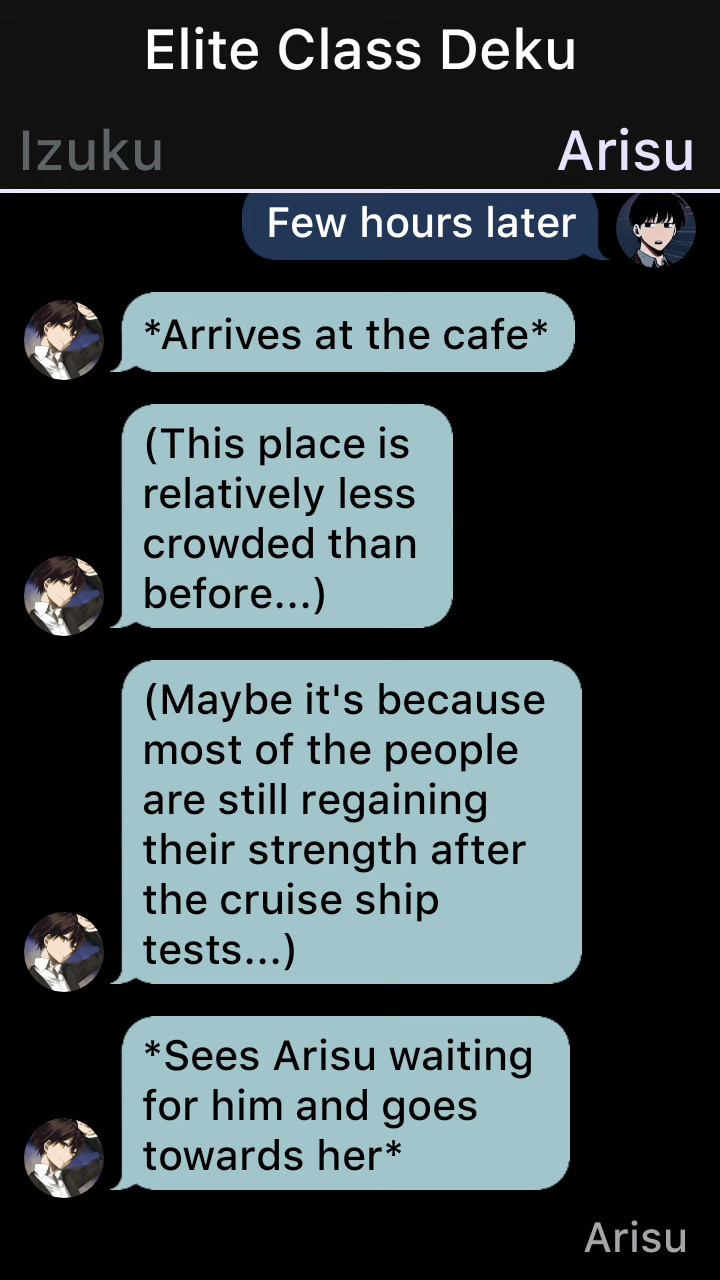 Elite Class Deku
Izuku
Arisu
Few hours later
*Arrives at the cafe*
(This place is
relatively less
crowded than
before...)
(Maybe it's because
most of the people
are still regaining
their strength after
the cruise ship
tests...)
*Sees Arisu waiting
for him and goes
towards her*
Arisu